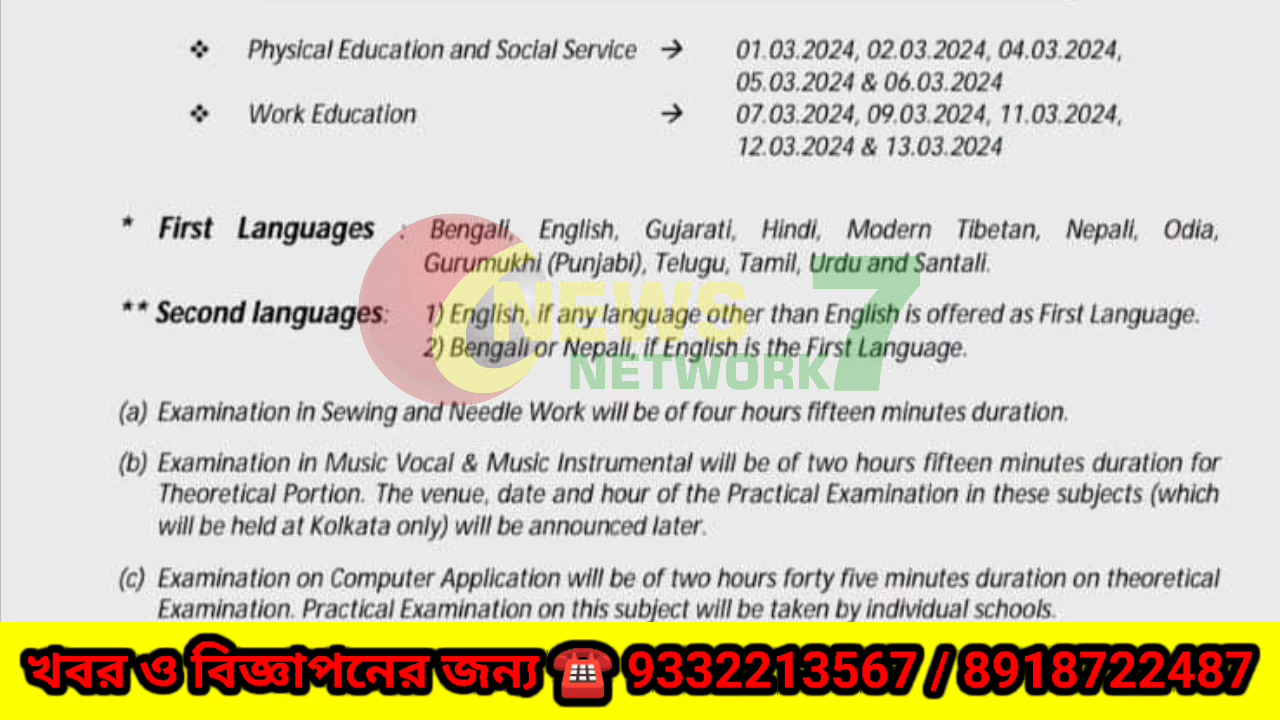 ❖ Physical Education and Social Service → 01.03.2024, 02.03.2024, 04.03.2024,
05.03.2024 & 06.03.2024
❖ Work Education → 07.03.2024, 09.03.2024, 11.03.2024,
12.03.2024 & 13.03.2024
* First Languages : Bengali, English, Gujarati, Hindi, Modern Tibetan, Nepali, Odia,
Gurumukhi (Punjabi), Telugu, Tamil, Urdu and Santali.
** Second languages: 1) English, if any language other than English is offered as First Language.
2) Bengali or Nepali, if English is the First Language.
C NEWS 7
NETWORK
(a) Examination in Sewing and Needle Work will be of four hours fifteen minutes duration.
(b) Examination in Music Vocal & Music Instrumental will be of two hours fifteen minutes duration for
Theoretical Portion. The venue, date and hour of the Practical Examination in these subjects (which
will be held at Kolkata only) will be announced later.
(c) Examination on Computer Application will be of two hours forty five minutes duration on theoretical
Examination. Practical Examination on this subject will be taken by individual schools.
খবর ও বিজ্ঞাপনের জন্য ☎ 9332213567 / 8918722487